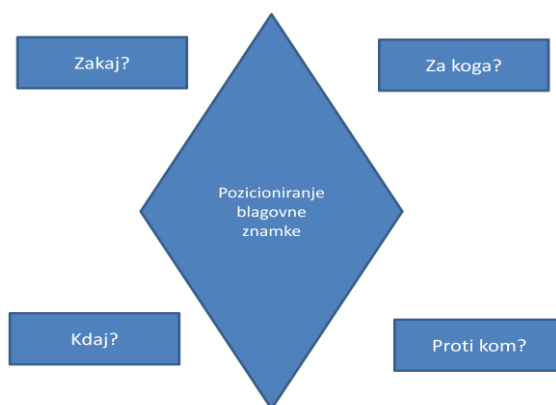 Zakaj?
Za koga?
Pozicioniranje
blagovne
znamke
Kdaj?
Proti kom?